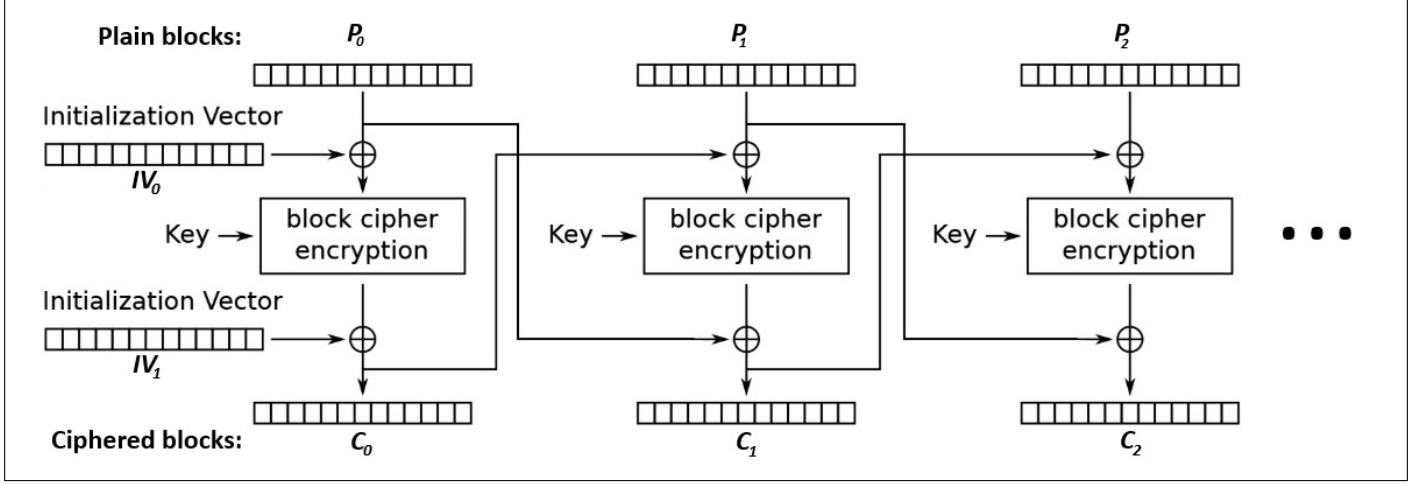 Plain blocks:
P₀
P₁
P₂
Initialization Vector
IV₀
Key
block cipher
encryption
Key
block cipher
encryption
Key
block cipher
encryption
Initialization Vector
IV₁
Ciphered blocks:
C₀
C₁
C₂